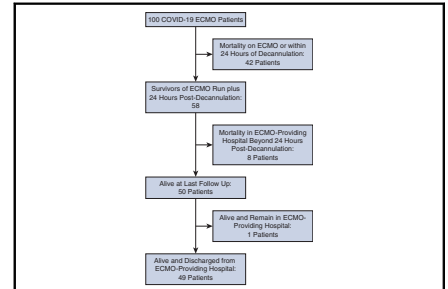 100 COVID-19 ECMO Patients
Mortality on ECMO or within
24 Hours of Decannulation:
42 Patients
Survivors of ECMO Run plus
24 Hours Post-Decannulation:
58
Mortality in ECMO-Providing
Hospital Beyond 24 Hours
Post-Decannulation:
8 Patients
Alive at Last Follow Up:
50 Patients
Alive and Remain in ECMO-
Providing Hospital:
1 Patients
Alive and Discharged from
ECMO-Providing Hospital:
49 Patients